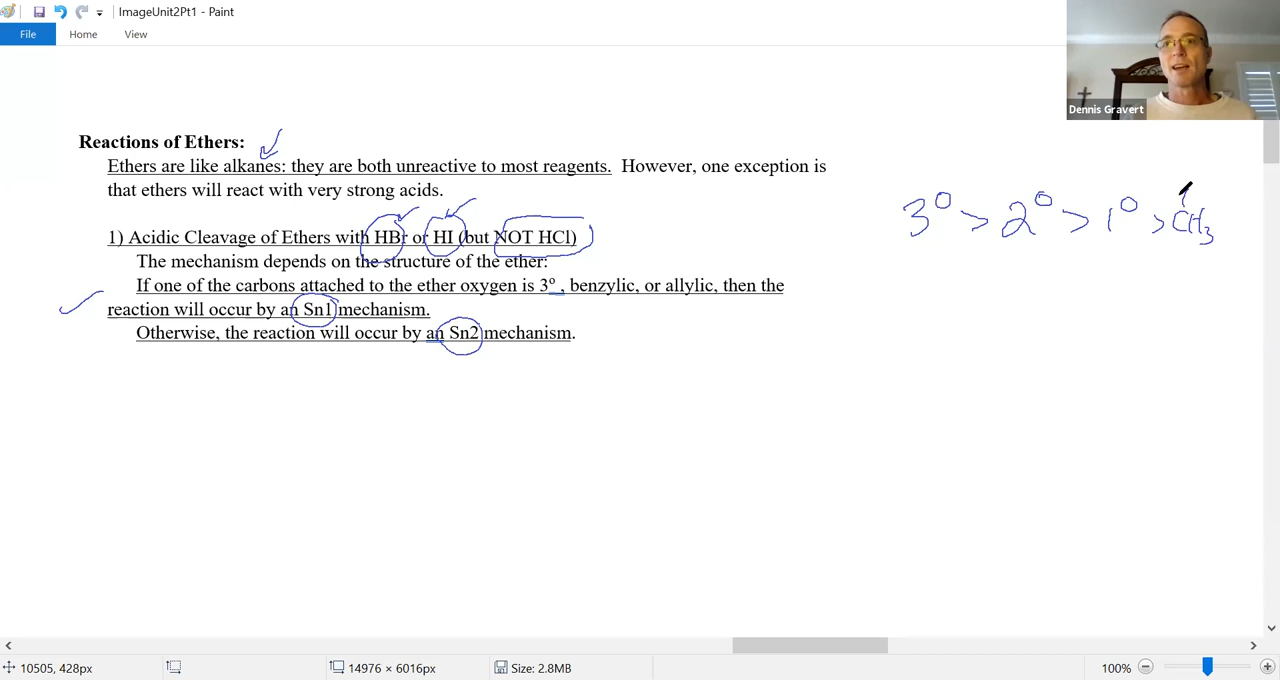 ImageUnit2Pt1 - Paint
File Home View
Dennis Gravert
Reactions of Ethers:
Ethers are like alkanes: they are both unreactive to most reagents. However, one exception is
that ethers will react with very strong acids.
3° > 2° > 1° > CH3
1) Acidic Cleavage of Ethers with HBr or HI (but NOT HCl)
The mechanism depends on the structure of the ether:
If one of the carbons attached to the ether oxygen is 3º , benzylic, or allylic, then the
reaction will occur by an Sn1 mechanism.
Otherwise, the reaction will occur by an Sn2 mechanism.
10505, 428px 14976 × 6016px Size: 2.8MB 100%